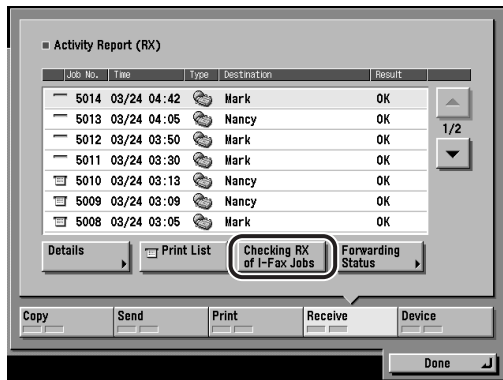 Activity Report (RX)
Job No. Time Type Destination Result
5014 03/24 04:42 Mark OK
5013 03/24 04:05 Nancy OK
5012 03/24 03:50 Mark OK
5011 03/24 03:30 Mark OK
5010 03/24 03:13 Nancy OK
5009 03/24 03:09 Nancy OK
5008 03/24 03:05 Mark OK
1/2
Details
Print List
Checking RX
of I-Fax Jobs
Forwarding
Status
Copy Send Print Receive Device
Done